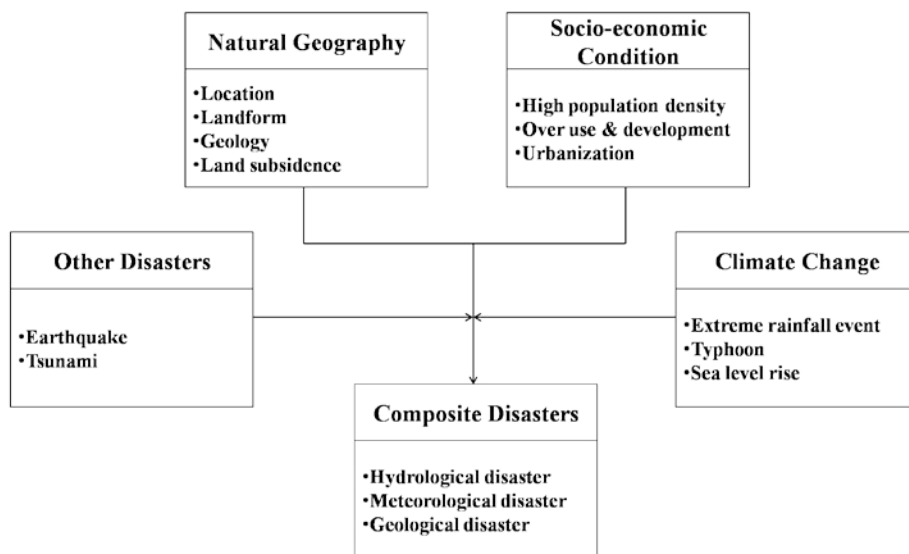 Natural Geography
•Location
•Landform
•Geology
•Land subsidence
Socio-economic
Condition
•High population density
•Over use & development
•Urbanization
Other Disasters
•Earthquake
•Tsunami
Climate Change
•Extreme rainfall event
•Typhoon
•Sea level rise
Composite Disasters
•Hydrological disaster
•Meteorological disaster
•Geological disaster